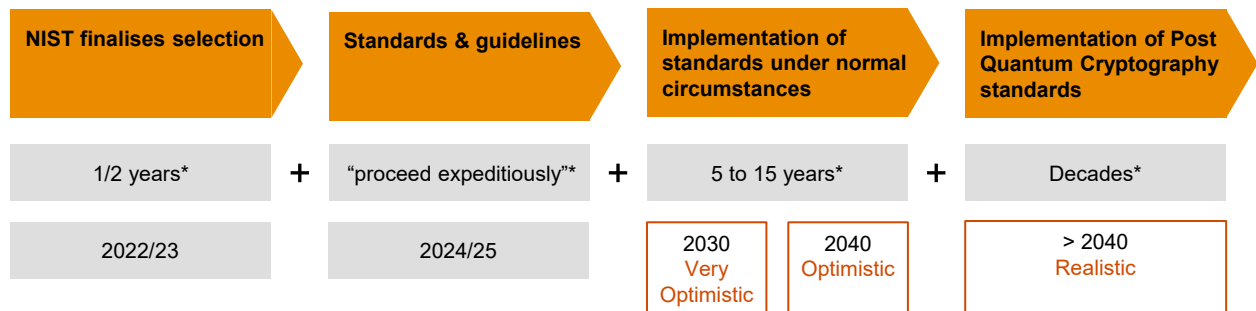 NIST finalises selection
Standards & guidelines
Implementation of
standards under normal
circumstances
Implementation of Post
Quantum Cryptography
standards
1/2 years*
+
“proceed expeditiously”*
+
5 to 15 years*
+
Decades*
2022/23
2024/25
2030
Very
Optimistic
2040
Optimistic
> 2040
Realistic